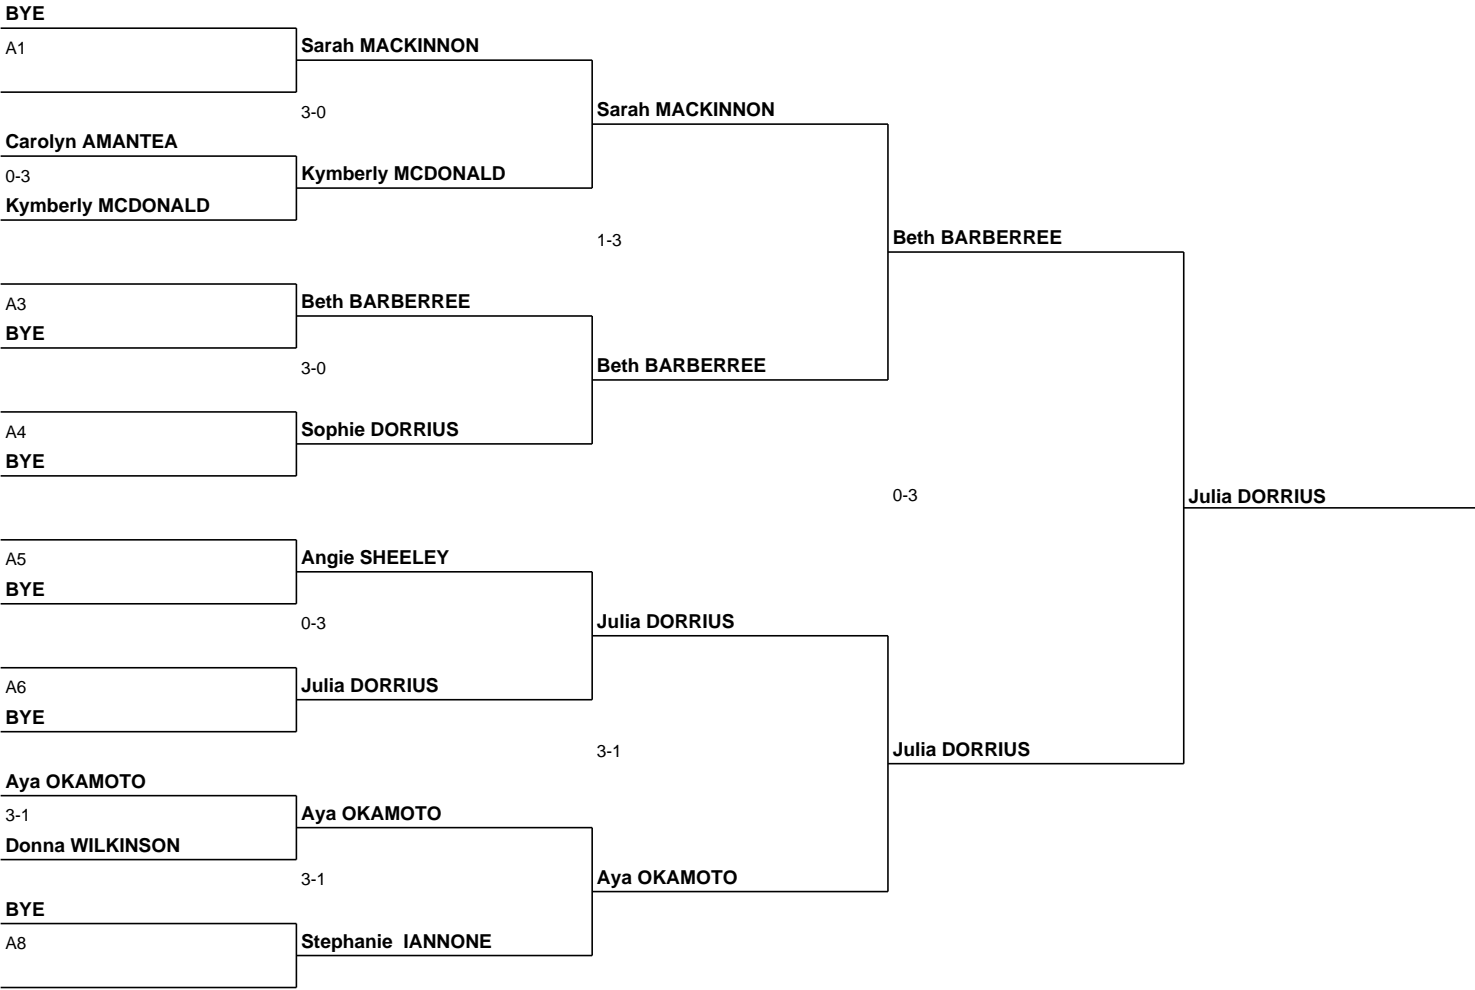 BYE
A1
Sarah MACKINNON
3-0
Sarah MACKINNON
Carolyn AMANTEA
0-3
Kymberly MCDONALD
Kymberly MCDONALD
1-3
Beth BARBERREE
A3
Beth BARBERREE
BYE
3-0
Beth BARBERREE
A4
Sophie DORRIUS
BYE
0-3
Julia DORRIUS
A5
Angie SHEELEY
BYE
0-3
Julia DORRIUS
A6
Julia DORRIUS
BYE
3-1
Julia DORRIUS
Aya OKAMOTO
3-1
Aya OKAMOTO
Donna WILKINSON
3-1
Aya OKAMOTO
BYE
A8
Stephanie  IANNONE